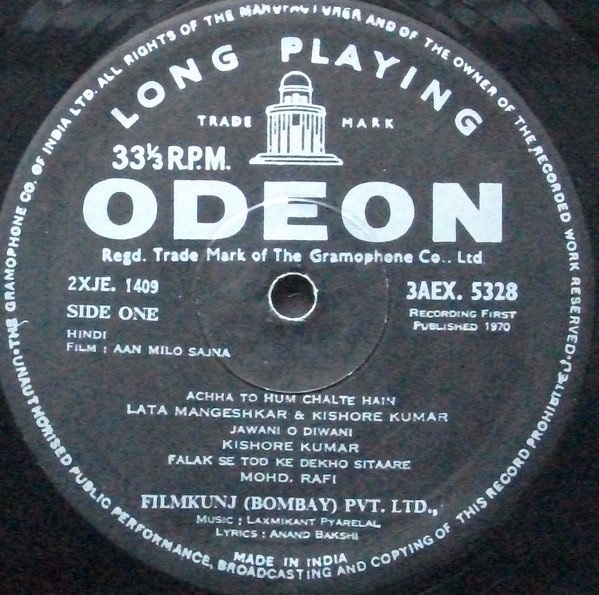 THE GRAMOPHONE CO. OF INDIA LTD. ALL RIGHTS OF THE MANUFACTURER AND OF THE OWNER OF THE RECORDED WORK RESERVED · UNAUTHORISED PUBLIC PERFORMANCE, BROADCASTING AND COPYING OF THIS RECORD PROHIBITED ·
LONG PLAYING
TRADE MARK
33⅓ R.P.M.
ODEON
Regd. Trade Mark of The Gramophone Co.. Ltd
2XJE. 1409
3AEX. 5328
SIDE ONE
RECORDING FIRST
PUBLISHED 1970
HINDI
FILM : AAN MILO SAJNA
ACHHA TO HUM CHALTE HAIN
LATA MANGESHKAR & KISHORE KUMAR
JAWANI O DIWANI
KISHORE KUMAR
FALAK SE TOD KE DEKHO SITAARE
MOHD. RAFI
FILMKUNJ (BOMBAY) PVT. LTD.,
MUSIC ; LAXMIKANT PYARELAL
LYRICS : ANAND BAKSHI
MADE IN INDIA